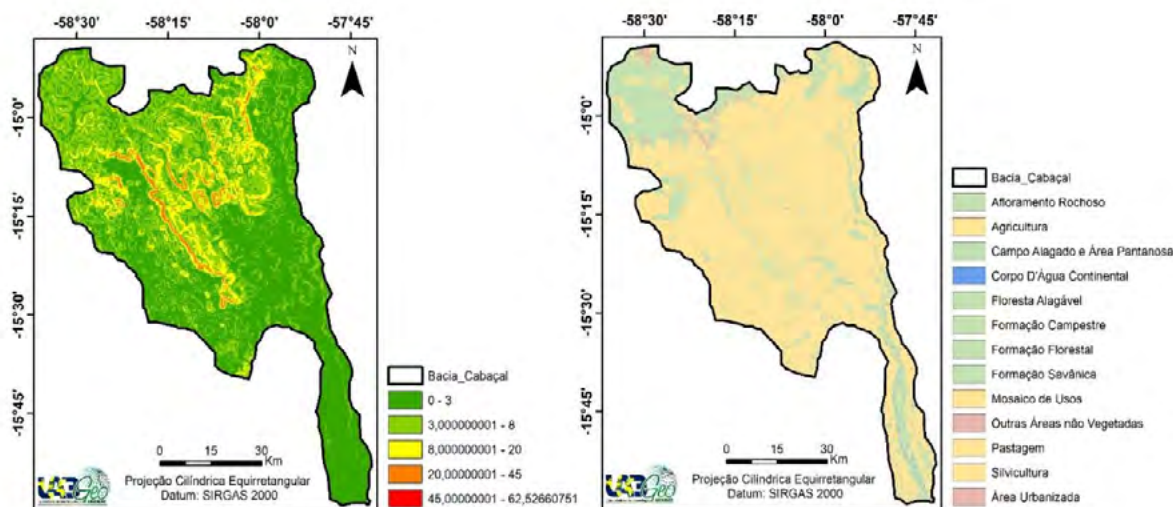 -58°30' -58°15' -58°0' -57°45'
N
-15°0'
-15°15'
-15°30'
-15°45'
Bacia_Cabaçal
0 - 3
3,000000001 - 8
8,000000001 - 20
20,00000001 - 45
45,00000001 - 62,52660751
0 15 30
Km
Projeção Cilíndrica Equirretangular
Datum: SIRGAS 2000
Geo
-58°30' -58°15' -58°0' -57°45'
N
-15°0'
-15°15'
-15°30'
-15°45'
Bacia_Cabaçal
Afloramento Rochoso
Agricultura
Campo Alagado e Área Pantanosa
Corpo D'Água Continental
Floresta Alagável
Formação Campestre
Formação Florestal
Formação Savânica
Mosaico de Usos
Outras Áreas não Vegetadas
Pastagem
Silvicultura
Área Urbanizada
0 15 30
Km
Projeção Cilíndrica Equirretangular
Datum: SIRGAS 2000
Geo